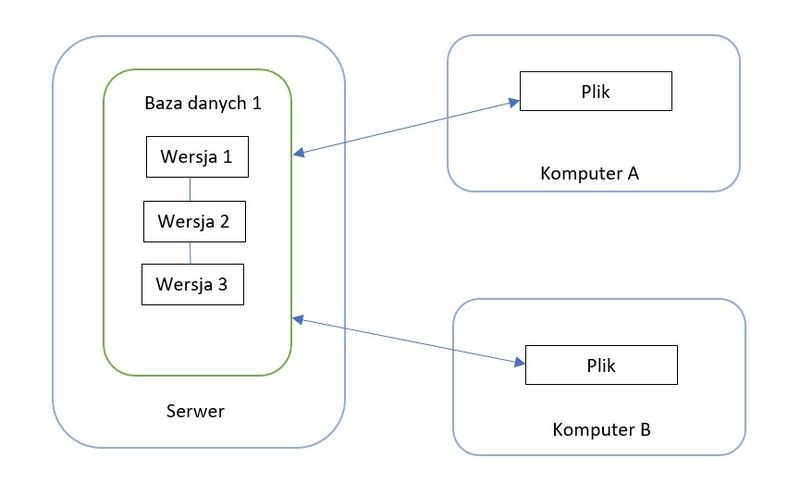 Baza danych 1
Wersja 1
Wersja 2
Wersja 3
Serwer
Plik
Komputer A
Plik
Komputer B